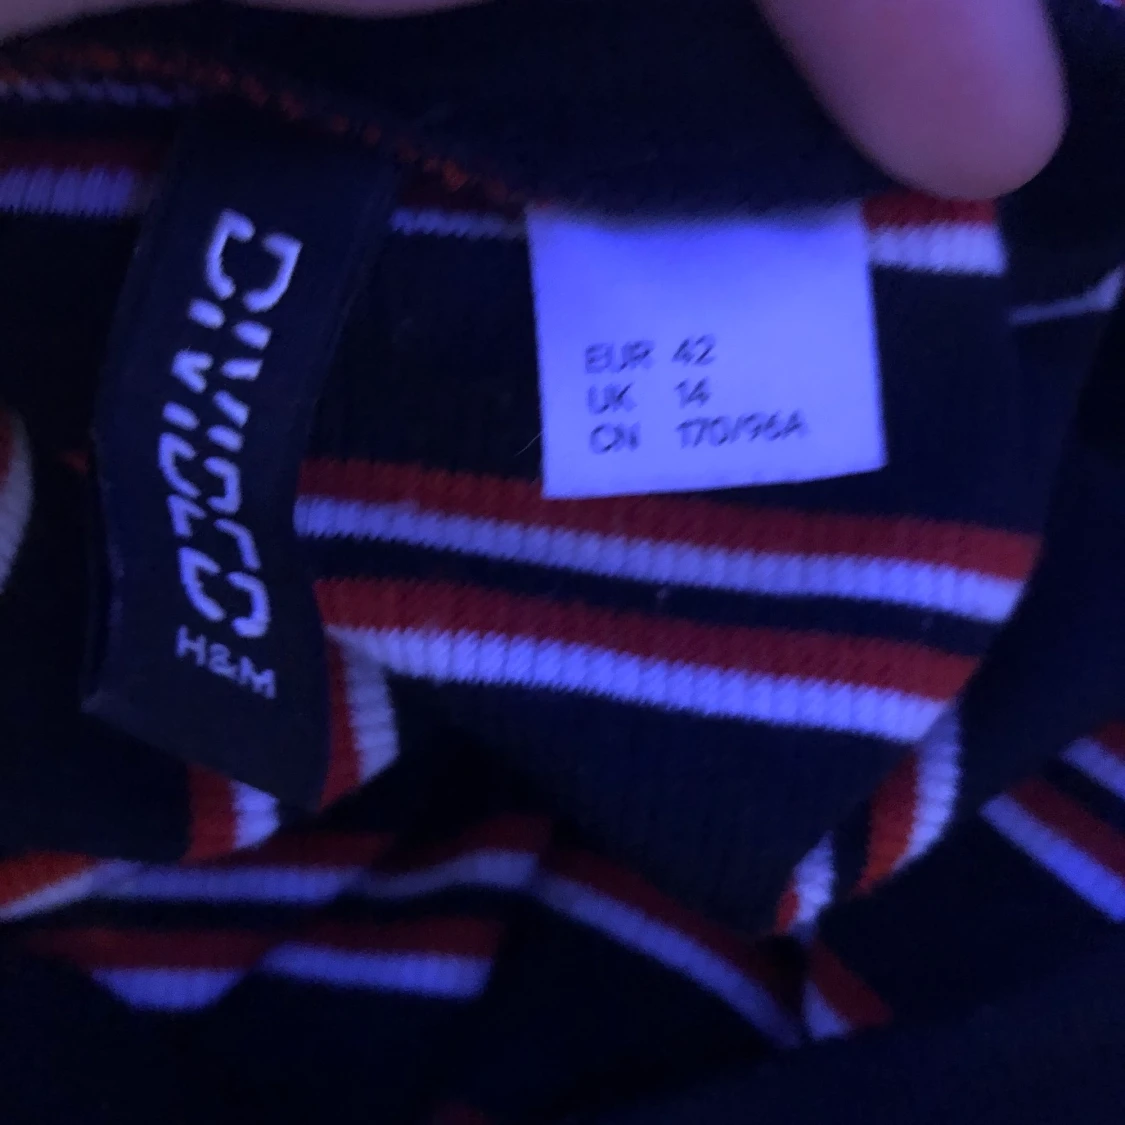 DIVIDED
H&M
EUR 42
UK 14
CN 170/96A